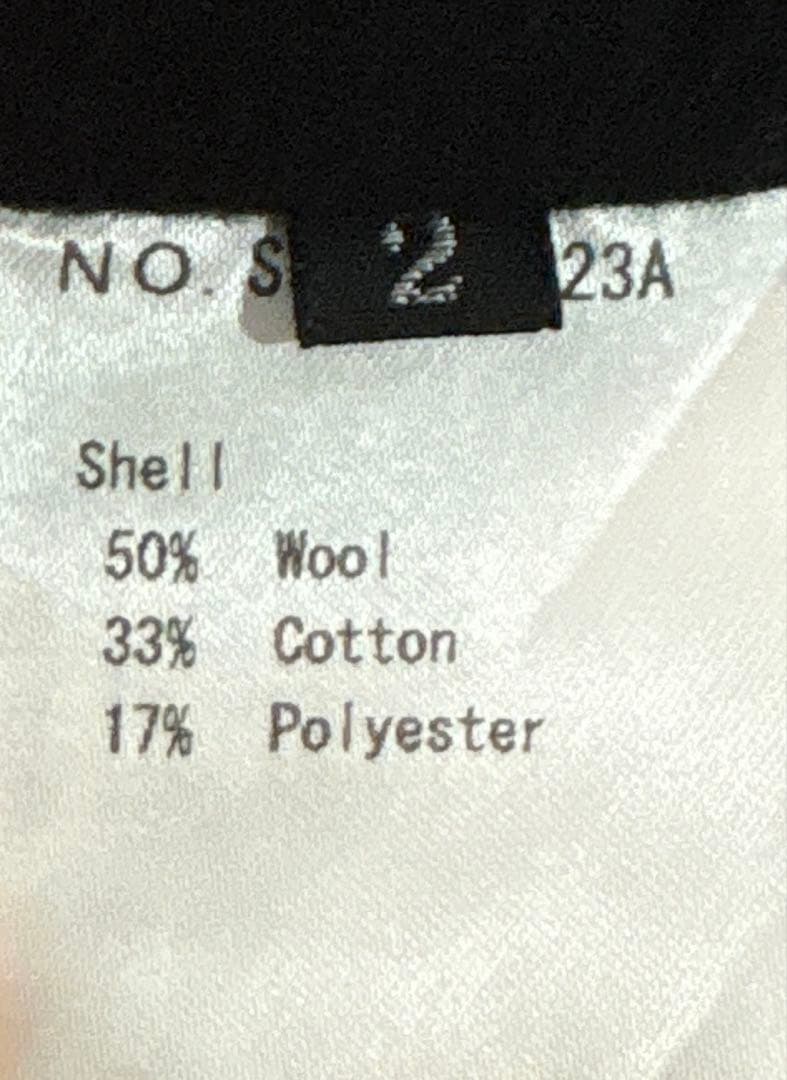 NO. S 2 23A
Shell
50% Wool
33% Cotton
17% Polyester